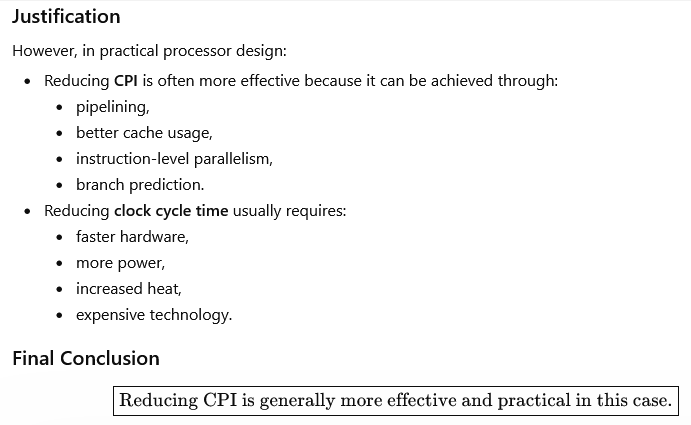 Justification
However, in practical processor design:
• Reducing CPI is often more effective because it can be achieved through:
• pipelining,
• better cache usage,
• instruction-level parallelism,
• branch prediction.
• Reducing clock cycle time usually requires:
• faster hardware,
• more power,
• increased heat,
• expensive technology.
Final Conclusion
Reducing CPI is generally more effective and practical in this case.